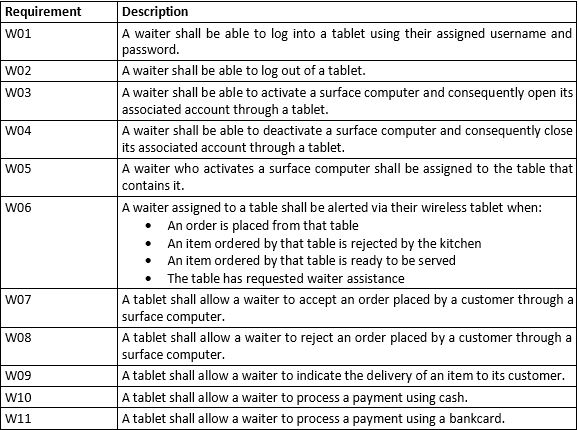 Requirement Description
W01 A waiter shall be able to log into a tablet using their assigned username and
password.
W02 A waiter shall be able to log out of a tablet.
W03 A waiter shall be able to activate a surface computer and consequently open its
associated account through a tablet.
W04 A waiter shall be able to deactivate a surface computer and consequently close
its associated account through a tablet.
W05 A waiter who activates a surface computer shall be assigned to the table that
contains it.
W06 A waiter assigned to a table shall be alerted via their wireless tablet when:
• An order is placed from that table
• An item ordered by that table is rejected by the kitchen
• An item ordered by that table is ready to be served
• The table has requested waiter assistance
W07 A tablet shall allow a waiter to accept an order placed by a customer through a
surface computer.
W08 A tablet shall allow a waiter to reject an order placed by a customer through a
surface computer.
W09 A tablet shall allow a waiter to indicate the delivery of an item to its customer.
W10 A tablet shall allow a waiter to process a payment using cash.
W11 A tablet shall allow a waiter to process a payment using a bankcard.